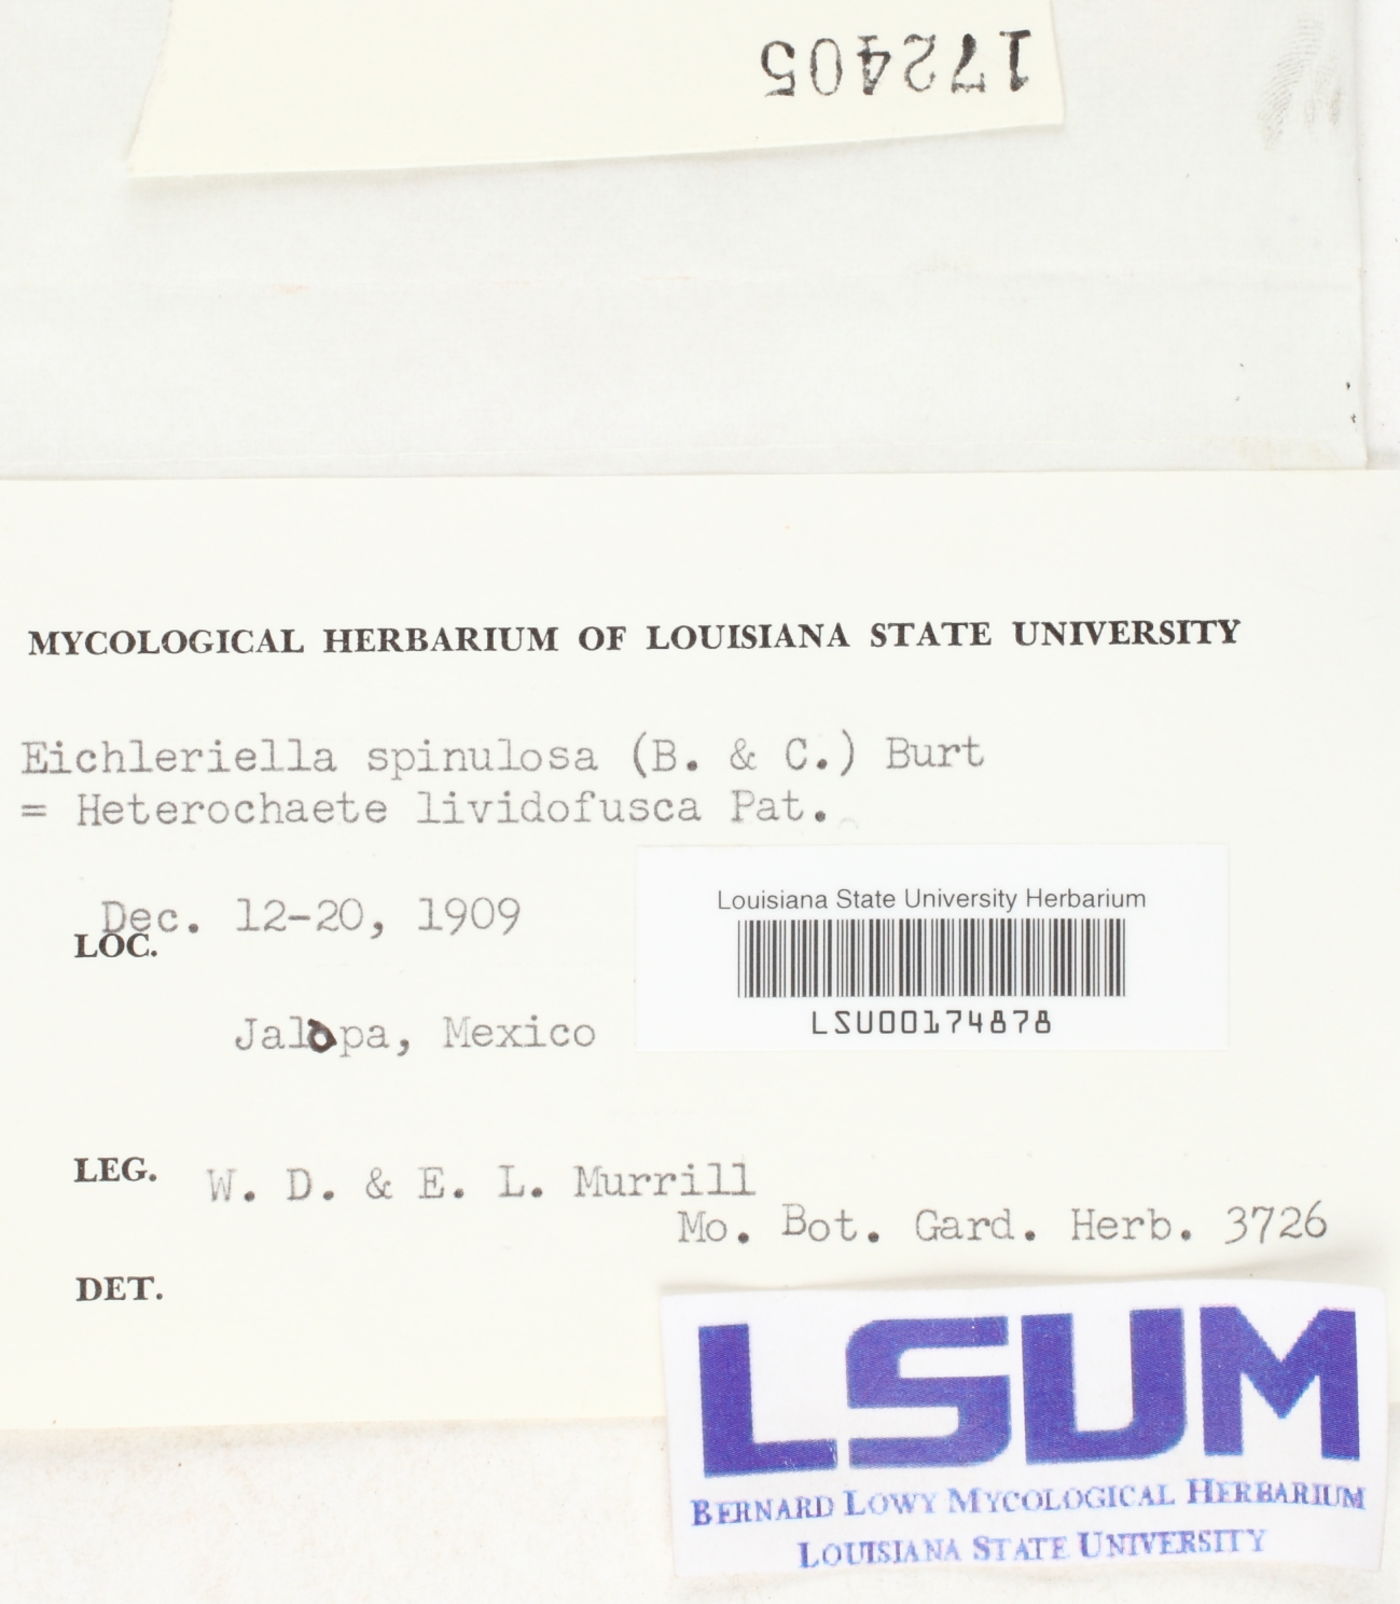 172405
MYCOLOGICAL HERBARIUM OF LOUISIANA STATE UNIVERSITY
Eichleriella spinulosa (B. & C.) Burt
= Heterochaete lividofusca Pat.
Dec. 12-20, 1909
LOC.
Jalapa, Mexico
Louisiana State University Herbarium
LSU00174878
LEG. W. D. & E. L. Murrill
Mo. Bot. Gard. Herb. 3726
DET.
LSUM
BERNARD LOWY MYCOLOGICAL HERBARIUM
LOUISIANA STATE UNIVERSITY